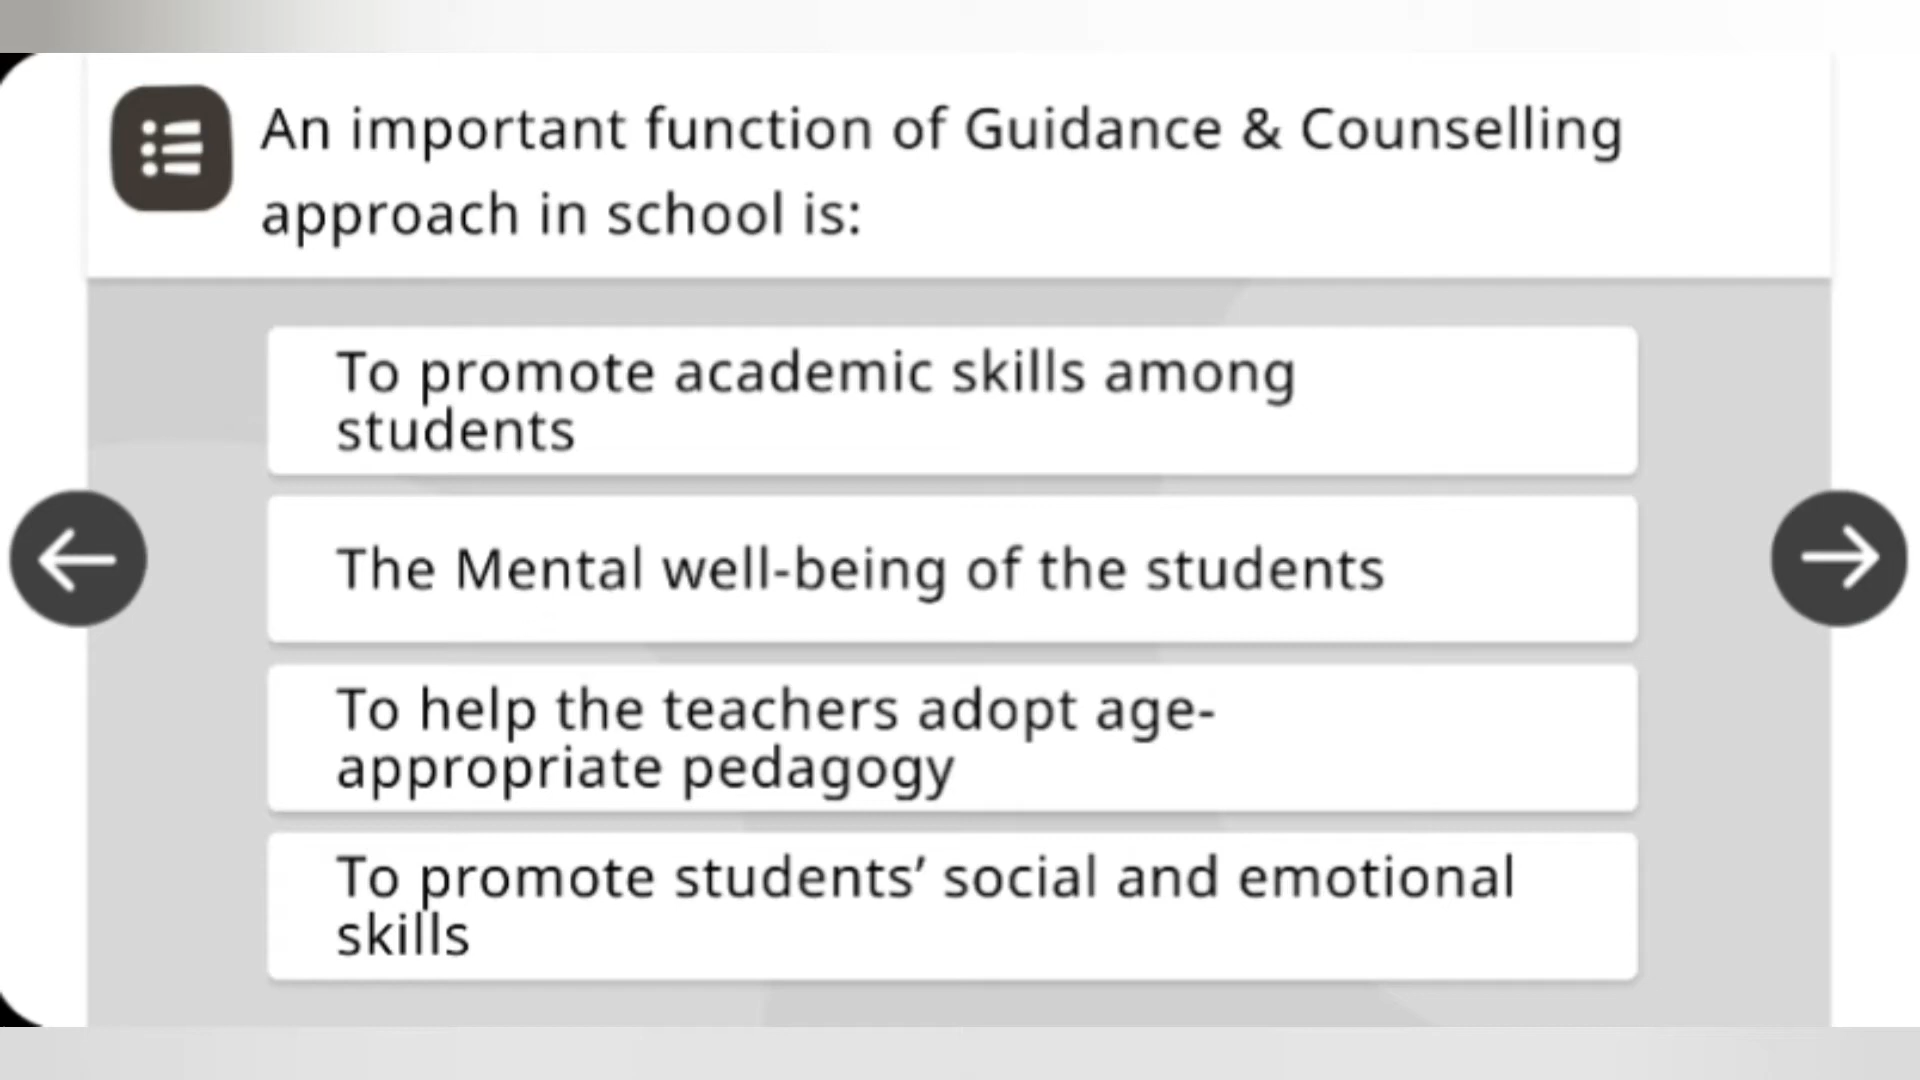 An important function of Guidance & Counselling
approach in school is:
To promote academic skills among
students
The Mental well-being of the students
To help the teachers adopt age-
appropriate pedagogy
To promote students’ social and emotional
skills